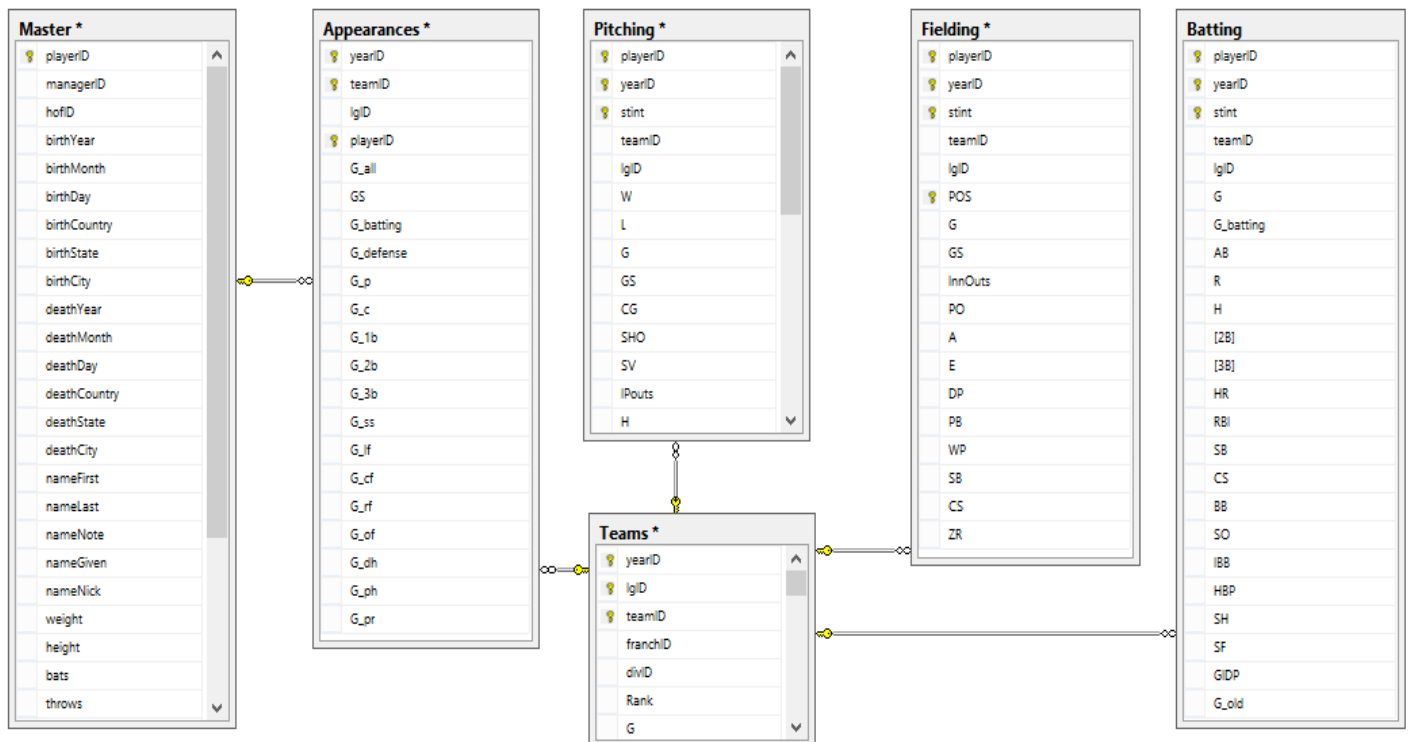 Master *
playerID
managerID
hofID
birthYear
birthMonth
birthDay
birthCountry
birthState
birthCity
deathYear
deathMonth
deathDay
deathCountry
deathState
deathCity
nameFirst
nameLast
nameNote
nameGiven
nameNick
weight
height
bats
throws
Appearances *
yearID
teamID
lgID
playerID
G_all
GS
G_batting
G_defense
G_p
G_c
G_1b
G_2b
G_3b
G_ss
G_lf
G_cf
G_rf
G_of
G_dh
G_ph
G_pr
Pitching *
playerID
yearID
stint
teamID
lgID
W
L
G
GS
CG
SHO
SV
IPouts
H
Teams *
yearID
lgID
teamID
franchID
divID
Rank
G
Fielding *
playerID
yearID
stint
teamID
lgID
POS
G
GS
InnOuts
PO
A
E
DP
PB
WP
SB
CS
ZR
Batting
playerID
yearID
stint
teamID
lgID
G
G_batting
AB
R
H
[2B]
[3B]
HR
RBI
SB
CS
BB
SO
IBB
HBP
SH
SF
GIDP
G_old